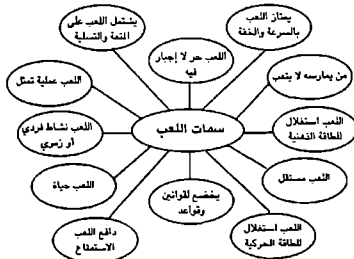 يمتاز اللعب
بالسرعة والخفة
يشتمل اللعب على
المتعة والتسلية
اللعب حر لا إجبار
فيه
من يمارسه لا يتعب
اللعب عملية تمثل
سمات اللعب
اللعب استغلال
للطاقة الذهنية
اللعب نشاط فردي
أو زمري
اللعب مستقل
اللعب حياة
يخضع لقوانين
وقواعد
اللعب استغلال
للطاقة الحركية
دافع اللعب
الاستمتاع